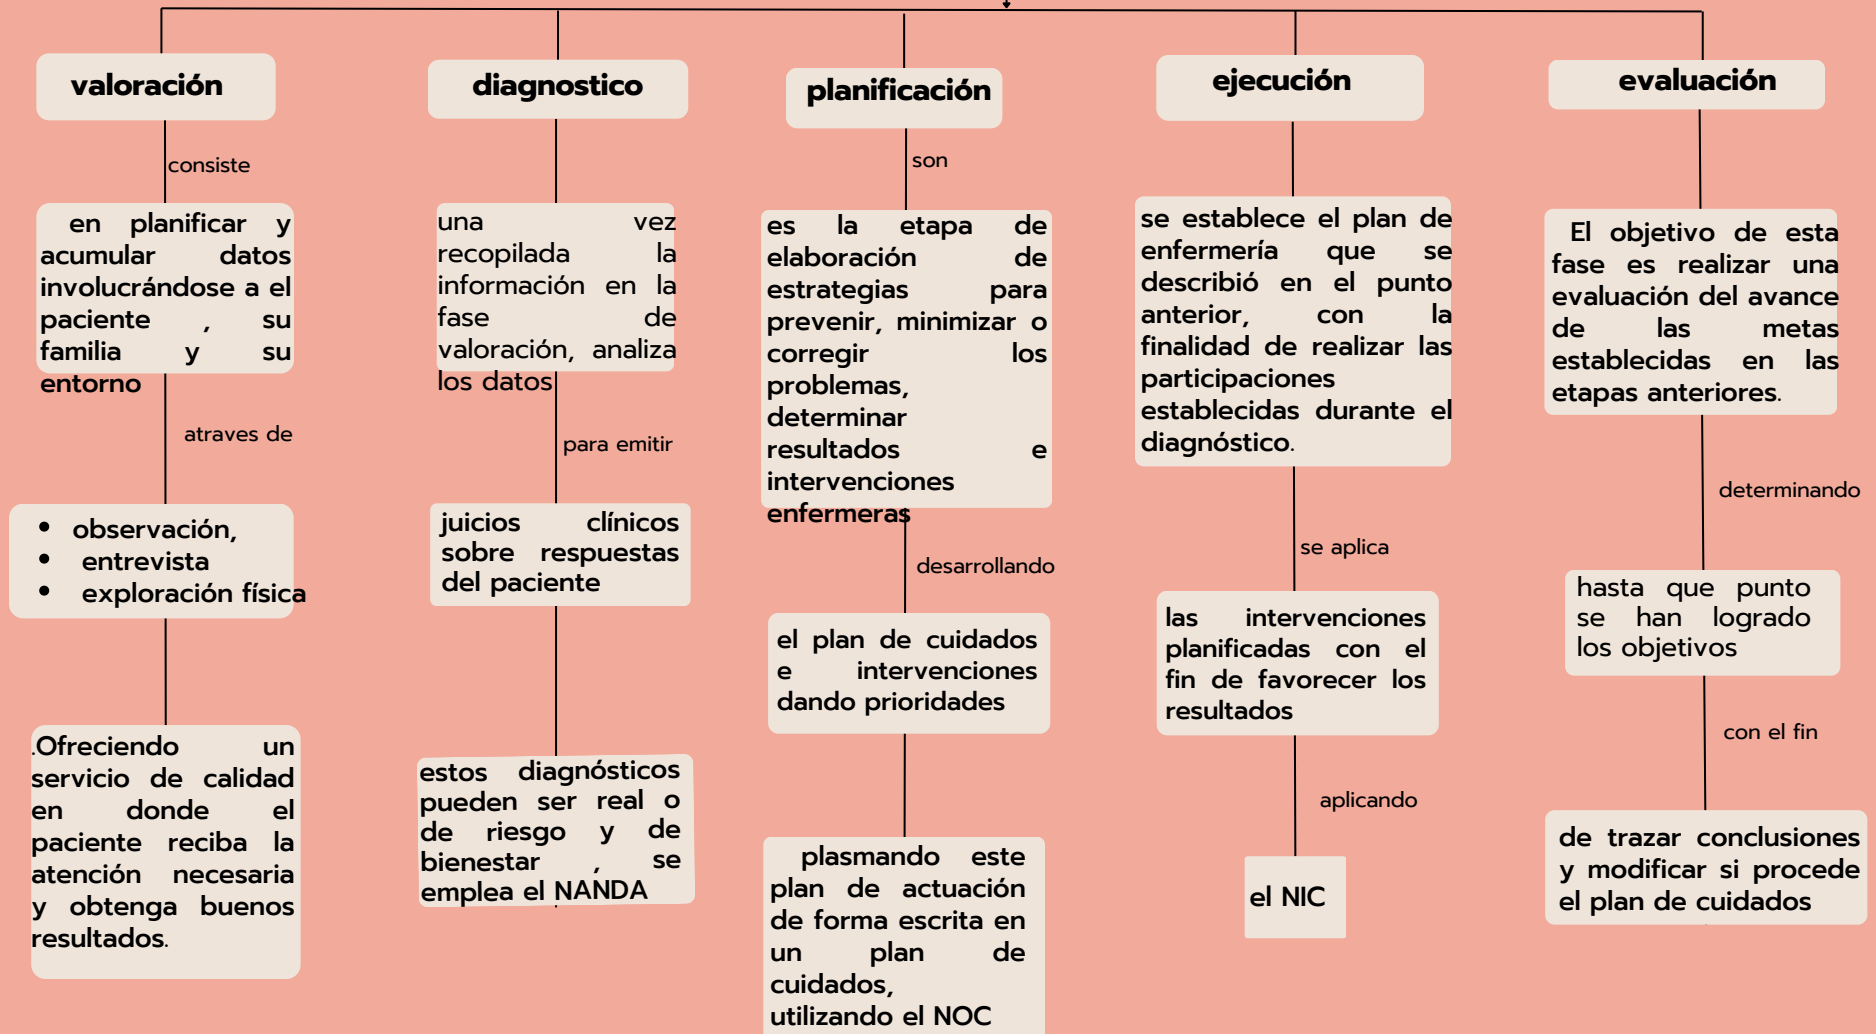 valoración
consiste
en planificar y
acumular datos
involucrándose a el
paciente , su
familia y su
entorno
atraves de
• observación,
• entrevista
• exploración física
.Ofreciendo un
servicio de calidad
en donde el
paciente reciba la
atención necesaria
y obtenga buenos
resultados.
diagnostico
una vez
recopilada la
información en la
fase de
valoración, analiza
los datos
para emitir
juicios clínicos
sobre respuestas
del paciente
estos diagnósticos
pueden ser real o
de riesgo y de
bienestar , se
emplea el NANDA
planificación
son
es la etapa de
elaboración de
estrategias para
prevenir, minimizar o
corregir los
problemas,
determinar
resultados e
intervenciones
enfermeras
desarrollando
el plan de cuidados
e intervenciones
dando prioridades
plasmando este
plan de actuación
de forma escrita en
un plan de
cuidados,
utilizando el NOC
ejecución
se establece el plan de
enfermería que se
describió en el punto
anterior, con la
finalidad de realizar las
participaciones
establecidas durante el
diagnóstico.
se aplica
las intervenciones
planificadas con el
fin de favorecer los
resultados
aplicando
el NIC
evaluación
El objetivo de esta
fase es realizar una
evaluación del avance
de las metas
establecidas en las
etapas anteriores.
determinando
hasta que punto
se han logrado
los objetivos
con el fin
de trazar conclusiones
y modificar si procede
el plan de cuidados